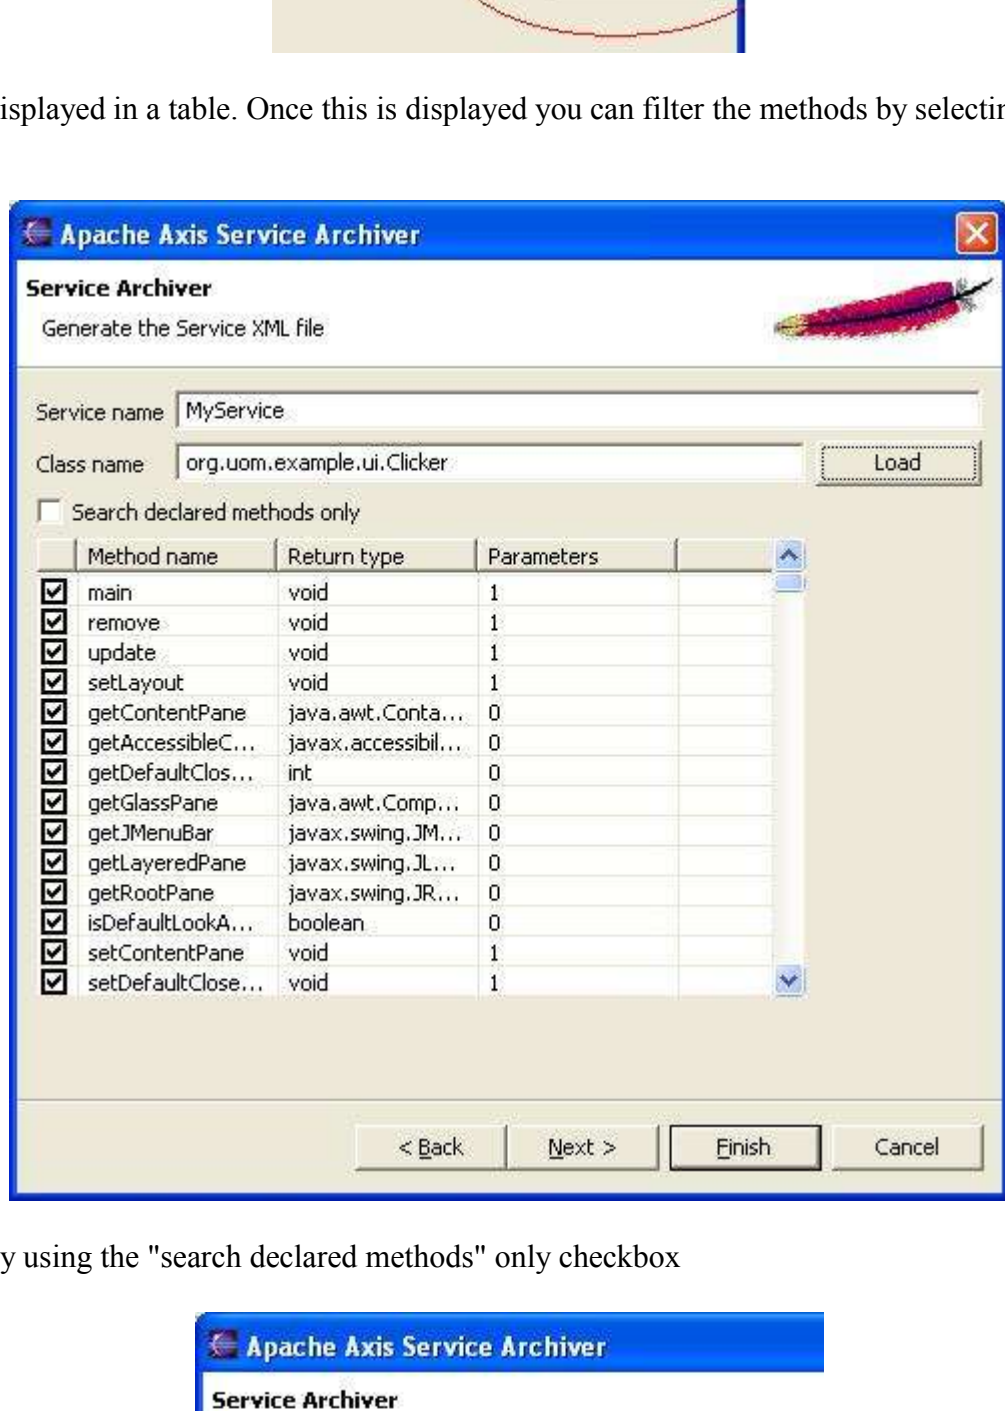 isplayed in a table. Once this is displayed you can filter the methods by selectin
Apache Axis Service Archiver
Service Archiver
Generate the Service XML file
Service name MyService
Class name org.uom.example.ui.Clicker Load
Search declared methods only
Method name Return type Parameters
main void 1
remove void 1
update void 1
setLayout void 1
getContentPane java.awt.Conta... 0
getAccessibleC... javax.accessibil... 0
getDefaultClos... int 0
getGlassPane java.awt.Comp... 0
getJMenuBar javax.swing.JM... 0
getLayeredPane javax.swing.JL... 0
getRootPane javax.swing.JR... 0
isDefaultLookA... boolean 0
setContentPane void 1
setDefaultClose... void 1
< Back Next > Finish Cancel
y using the "search declared methods" only checkbox
Apache Axis Service Archiver
Service Archiver